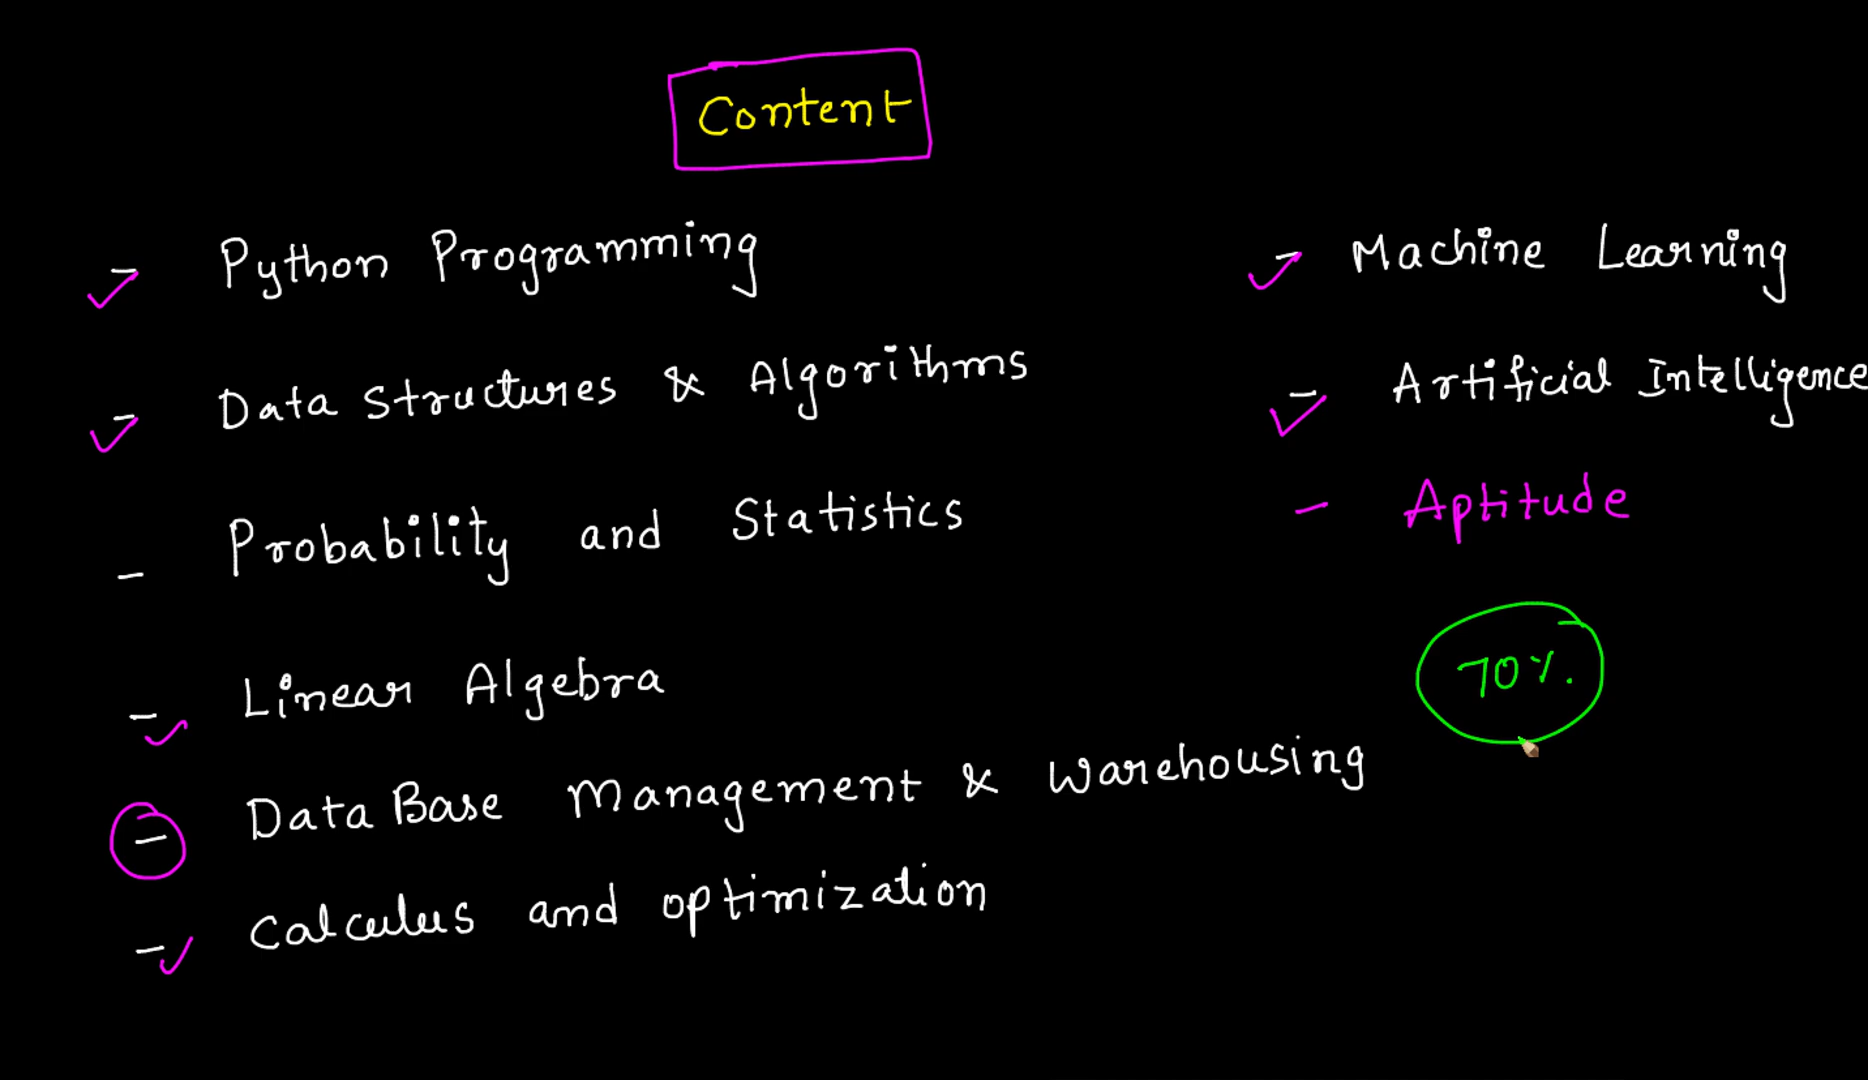 Content
- Python Programming
- Data Structures & Algorithms
- Probability and Statistics
- Linear Algebra
- Data Base Management & Warehousing
- Calculus and optimization
- Machine Learning
- Artificial Intelligence
- Aptitude
70%.